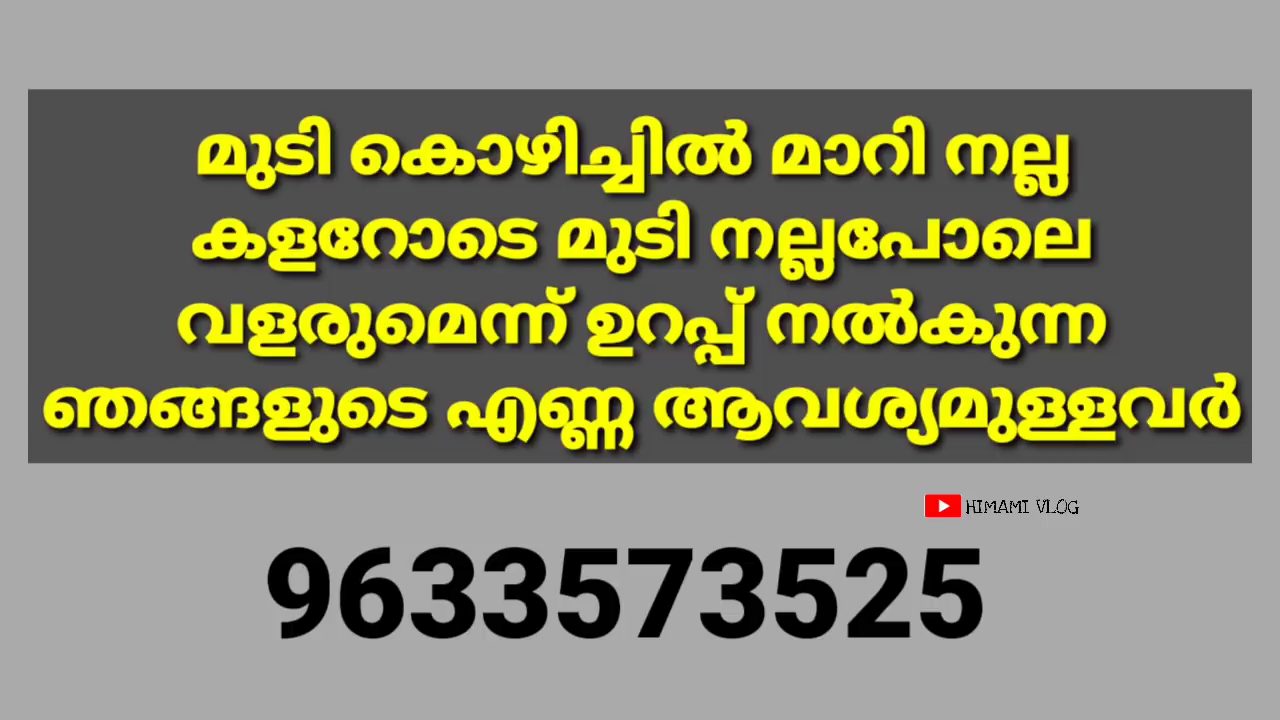 മുടി കൊഴിച്ചിൽ മാറി നല്ല
കളറോടെ മുടി നല്ലപോലെ
വളരുമെന്ന് ഉറപ്പ് നൽകുന്ന
ഞങ്ങളുടെ എണ്ണ ആവശ്യമുള്ളവർ
HIMAMI VLOG
9633573525